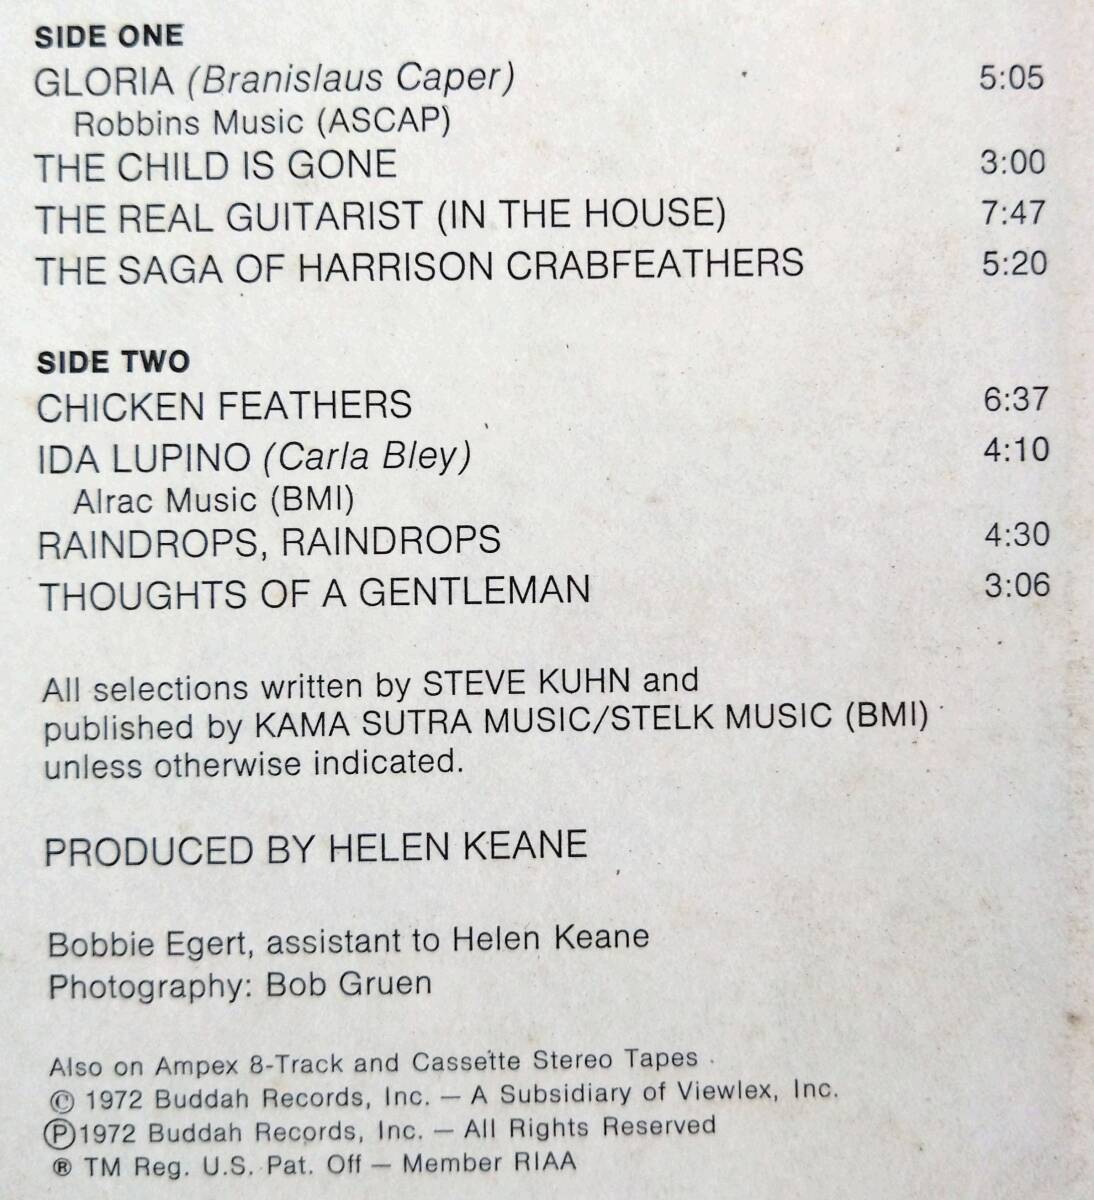 SIDE ONE
GLORIA (Branislaus Caper) 5:05
Robbins Music (ASCAP)
THE CHILD IS GONE 3:00
THE REAL GUITARIST (IN THE HOUSE) 7:47
THE SAGA OF HARRISON CRABFEATHERS 5:20
SIDE TWO
CHICKEN FEATHERS 6:37
IDA LUPINO (Carla Bley) 4:10
Alrac Music (BMI)
RAINDROPS, RAINDROPS 4:30
THOUGHTS OF A GENTLEMAN 3:06
All selections written by STEVE KUHN and
published by KAMA SUTRA MUSIC/STELK MUSIC (BMI)
unless otherwise indicated.
PRODUCED BY HELEN KEANE
Bobbie Egert, assistant to Helen Keane
Photography: Bob Gruen
Also on Ampex 8-Track and Cassette Stereo Tapes
© 1972 Buddah Records, Inc. — A Subsidiary of Viewlex, Inc.
Ⓟ1972 Buddah Records, Inc. — All Rights Reserved
® TM Reg. U.S. Pat. Off — Member RIAA